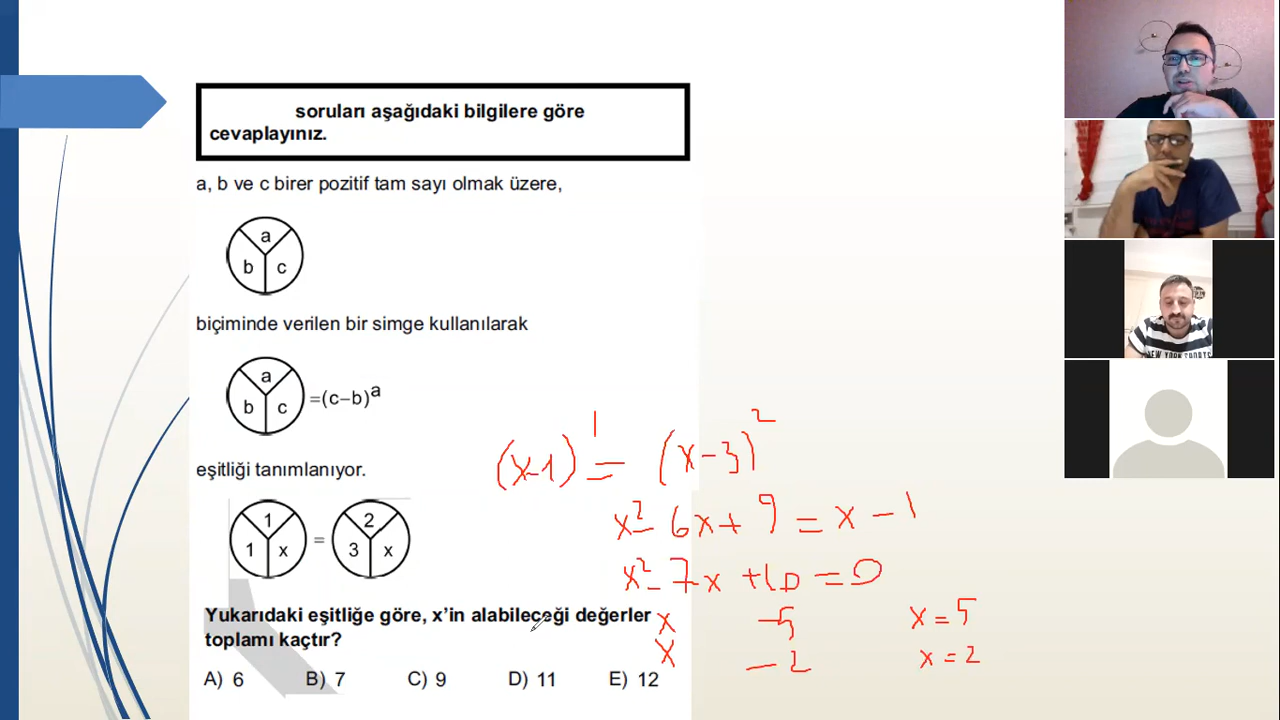 soruları aşağıdaki bilgilere göre
cevaplayınız.
a, b ve c birer pozitif tam sayı olmak üzere,
a
b c
biçiminde verilen bir simge kullanılarak
a
b c =(c−b)ᵃ
eşitliği tanımlanıyor.
(x-1)¹ = (x-3)²
x² - 6x + 9 = x - 1
1 2
1 x = 3 x
x² - 7x + 10 = 0
Yukarıdaki eşitliğe göre, x'in alabileceği değerler
toplamı kaçtır?
x -5 x = 5
x -2 x = 2
A) 6 B) 7 C) 9 D) 11 E) 12